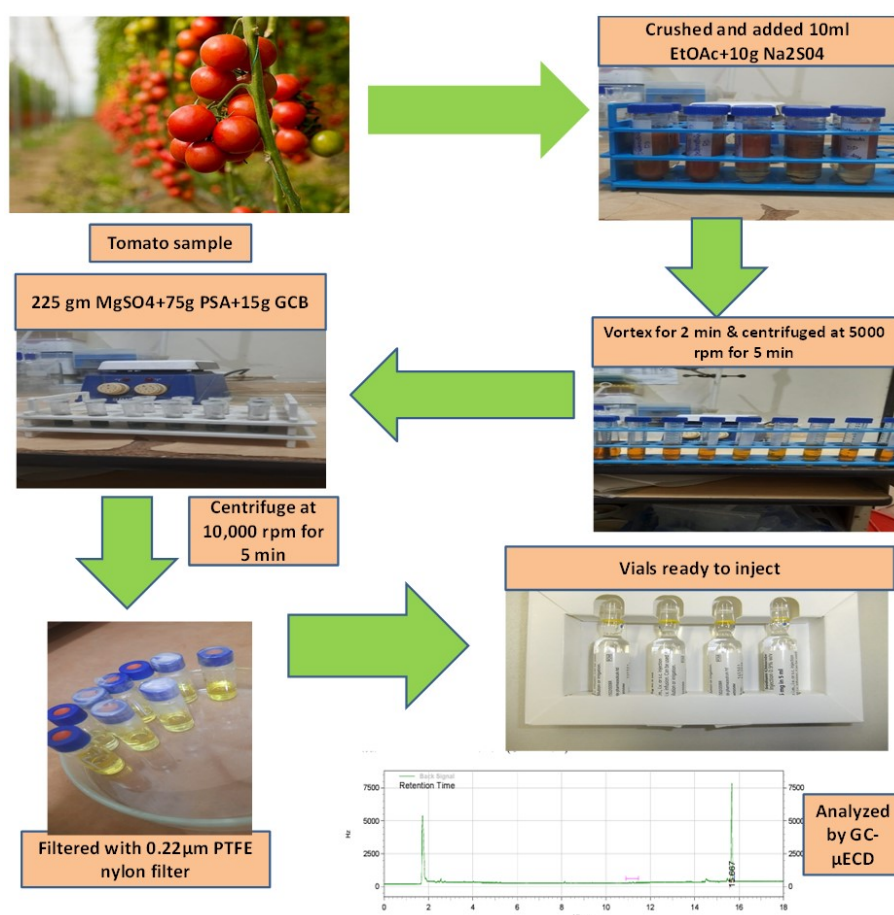 Crushed and added 10ml
EtOAc+10g Na2S04
Tomato sample
225 gm MgSO4+75g PSA+15g GCB
Vortex for 2 min & centrifuged at 5000
rpm for 5 min
Centrifuge at
10,000 rpm for
5 min
Vials ready to inject
Filtered with 0.22µm PTFE
nylon filter
Back Signal
Retention Time
7500
5000
2500
0
Hz
15.667
7500
5000
2500
0
0 2 4 6 8 10 12 14 16 18
Analyzed
by GC-
µECD